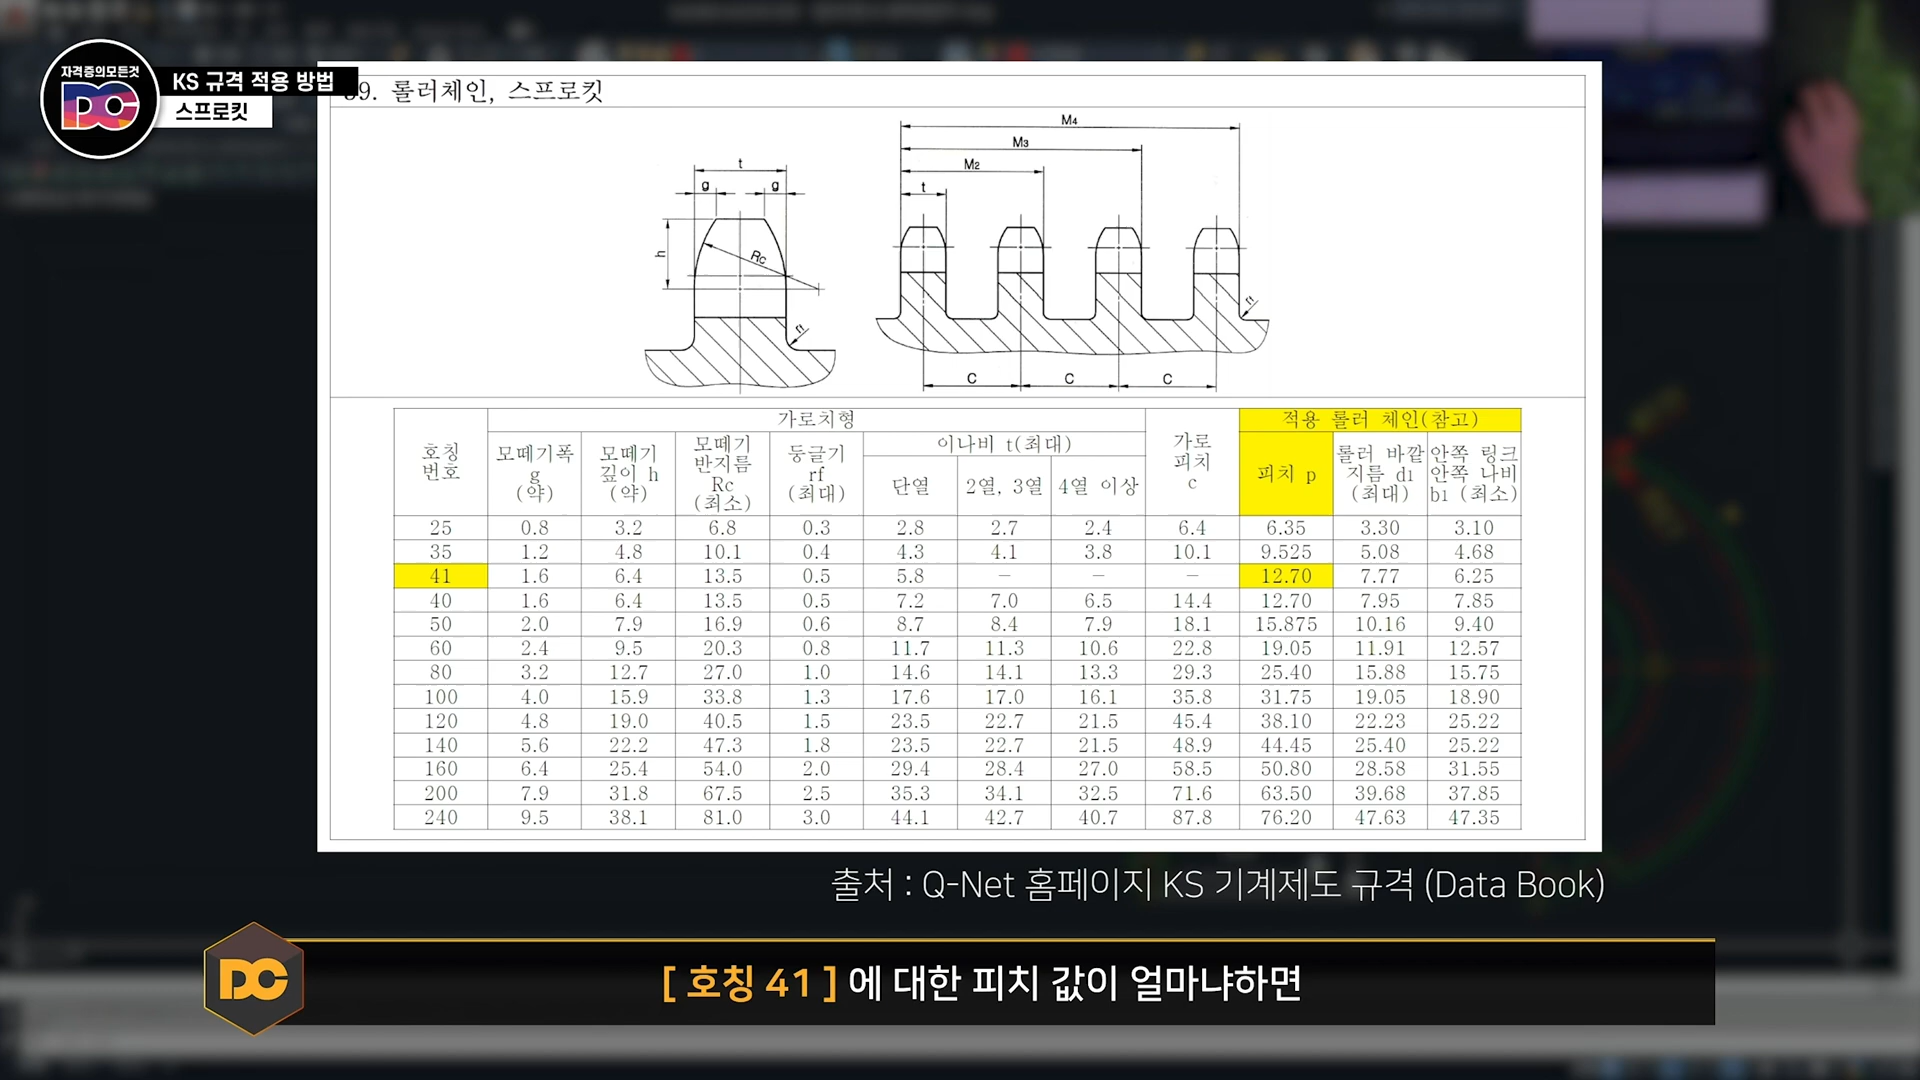 자격증의모든것
DC
KS 규격 적용 방법
스프로킷
9. 롤러체인, 스프로킷
t
g g
h
Rc
rf
M4
M3
M2
t
rf
C C C
호칭 번호
가로치형
가로 피치 c
적용 롤러 체인(참고)
모떼기폭 g (약)
모떼기 깊이 h (약)
모떼기 반지름 Rc (최소)
둥글기 rf (최대)
이나비 t(최대)
단열 2열, 3열 4열 이상
피치 p
롤러 바깥 지름 d1 (최대)
안쪽 링크 안쪽 나비 b1 (최소)
25 0.8 3.2 6.8 0.3 2.8 2.7 2.4 6.4 6.35 3.30 3.10
35 1.2 4.8 10.1 0.4 4.3 4.1 3.8 10.1 9.525 5.08 4.68
41 1.6 6.4 13.5 0.5 5.8 － － － 12.70 7.77 6.25
40 1.6 6.4 13.5 0.5 7.2 7.0 6.5 14.4 12.70 7.95 7.85
50 2.0 7.9 16.9 0.6 8.7 8.4 7.9 18.1 15.875 10.16 9.40
60 2.4 9.5 20.3 0.8 11.7 11.3 10.6 22.8 19.05 11.91 12.57
80 3.2 12.7 27.0 1.0 14.6 14.1 13.3 29.3 25.40 15.88 15.75
100 4.0 15.9 33.8 1.3 17.6 17.0 16.1 35.8 31.75 19.05 18.90
120 4.8 19.0 40.5 1.5 23.5 22.7 21.5 45.4 38.10 22.23 25.22
140 5.6 22.2 47.3 1.8 23.5 22.7 21.5 48.9 44.45 25.40 25.22
160 6.4 25.4 54.0 2.0 29.4 28.4 27.0 58.5 50.80 28.58 31.55
200 7.9 31.8 67.5 2.5 35.3 34.1 32.5 71.6 63.50 39.68 37.85
240 9.5 38.1 81.0 3.0 44.1 42.7 40.7 87.8 76.20 47.63 47.35
출처 : Q-Net 홈페이지 KS 기계제도 규격 (Data Book)
DC
[ 호칭 41 ] 에 대한 피치 값이 얼마냐하면